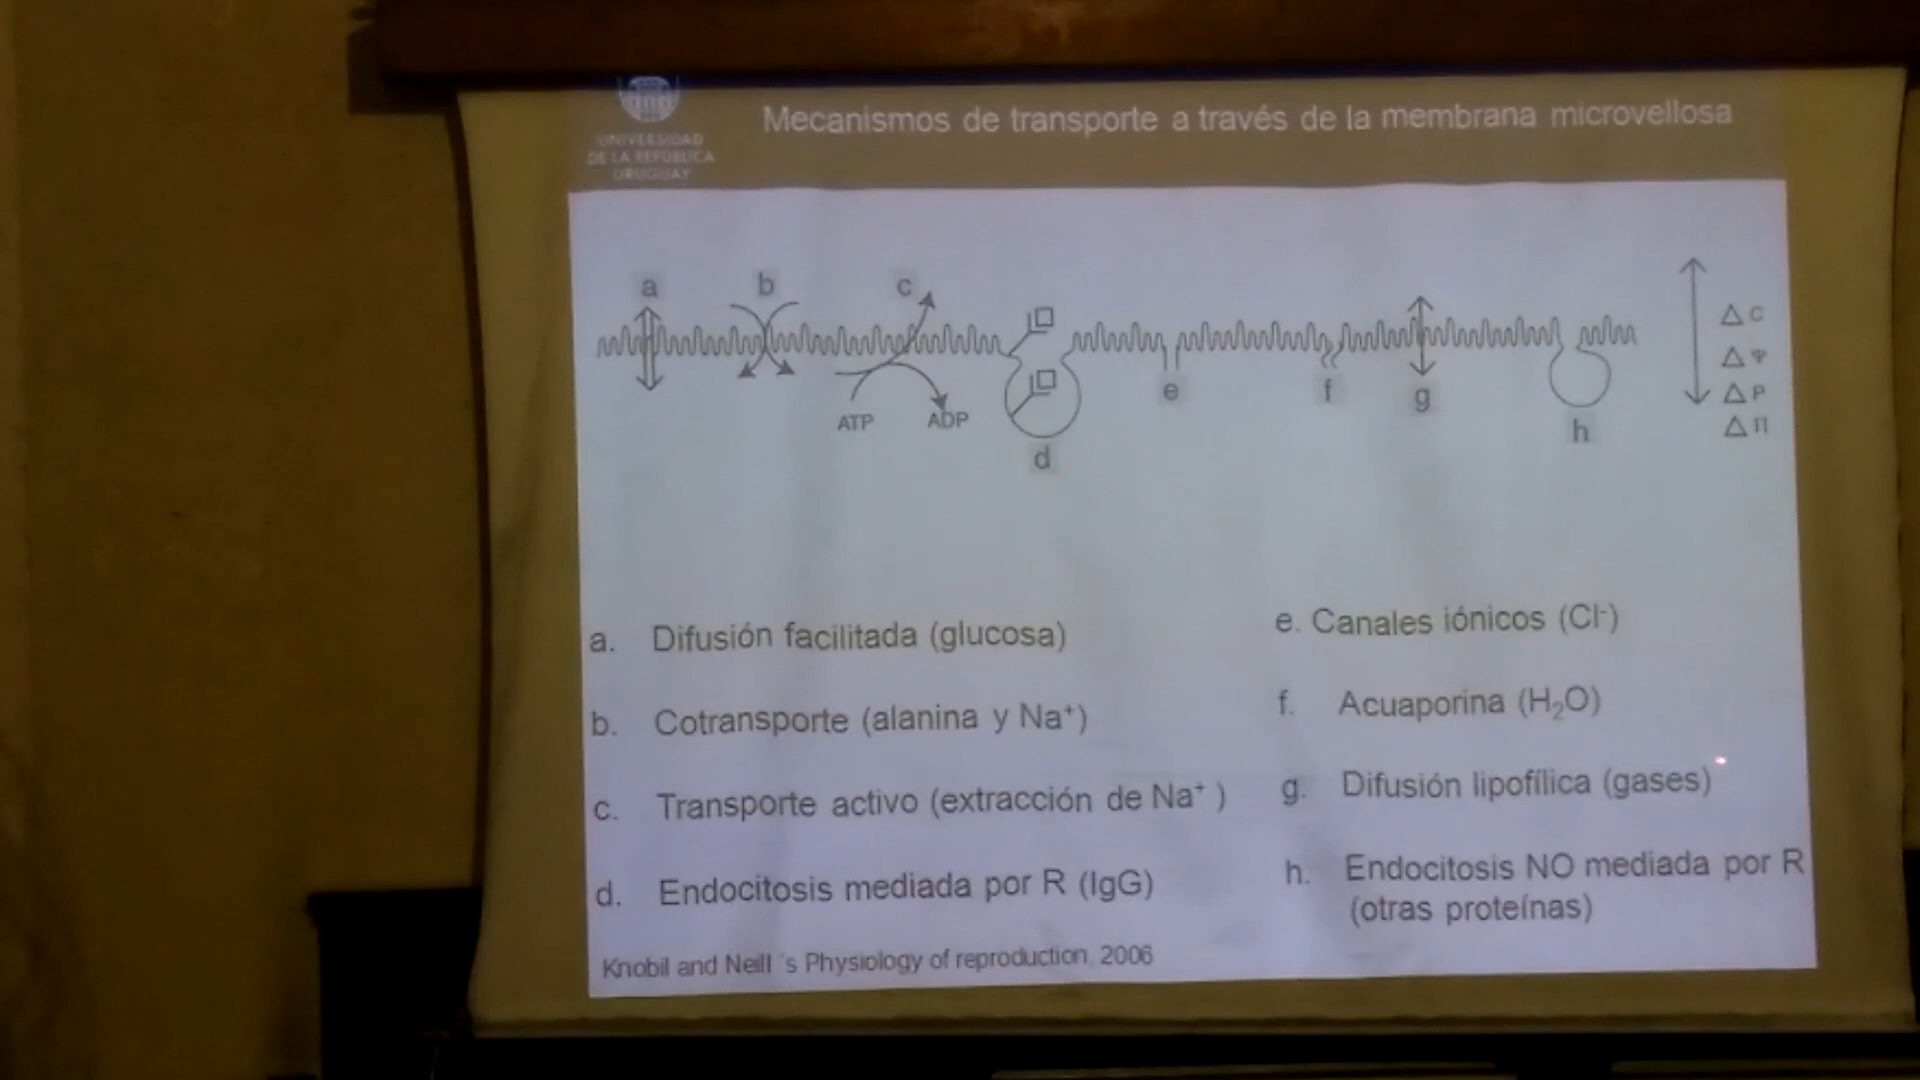 UNIVERSIDAD
DE LA REPÚBLICA
URUGUAY
Mecanismos de transporte a través de la membrana microvellosa
a
b
c
ATP
ADP
d
e
f
g
h
Δ C
Δ Ψ
Δ P
Δ Π
a. Difusión facilitada (glucosa)
b. Cotransporte (alanina y Na⁺)
c. Transporte activo (extracción de Na⁺ )
d. Endocitosis mediada por R (IgG)
e. Canales iónicos (Cl⁻)
f. Acuaporina (H₂O)
g. Difusión lipofílica (gases)
h. Endocitosis NO mediada por R
(otras proteínas)
Knobil and Neill ´s Physiology of reproduction, 2006